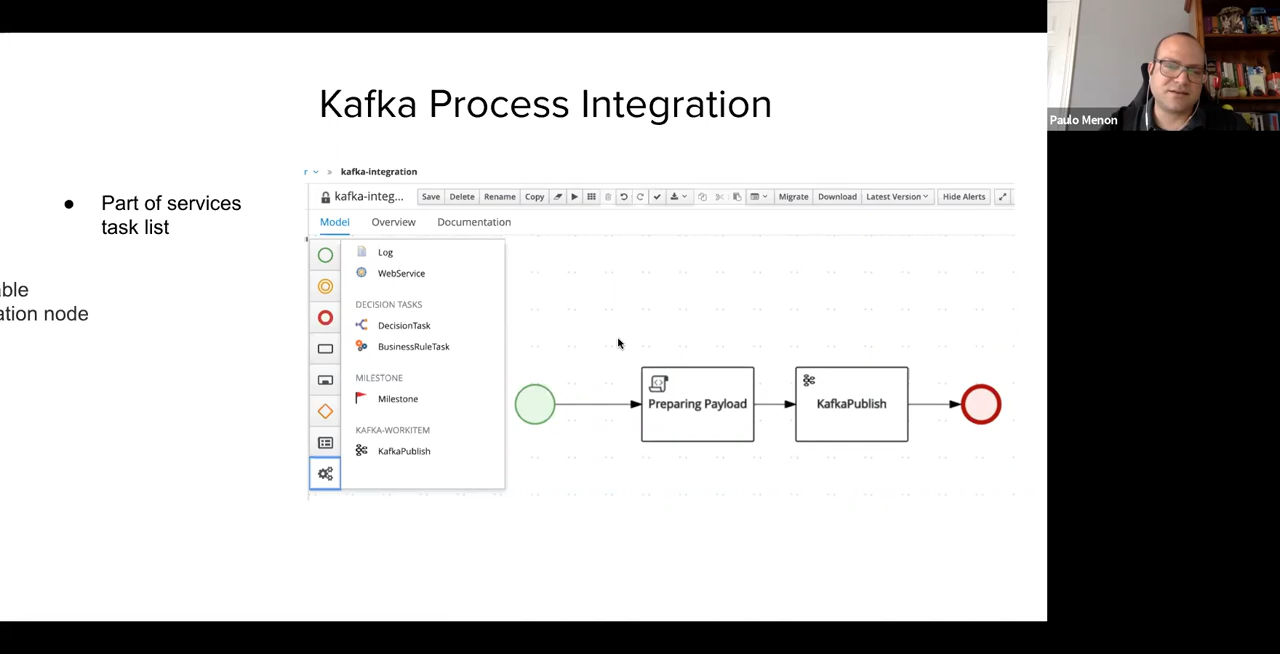 Kafka Process Integration
Paulo Menon
● Part of services
task list
ation node
» kafka-integration
kafka-integ...
Save Delete Rename Copy Migrate Download Latest Version Hide Alerts
Model Overview Documentation
Log
WebService
DECISION TASKS
DecisionTask
BusinessRuleTask
MILESTONE
Milestone
KAFKA-WORKITEM
KafkaPublish
Preparing Payload
KafkaPublish